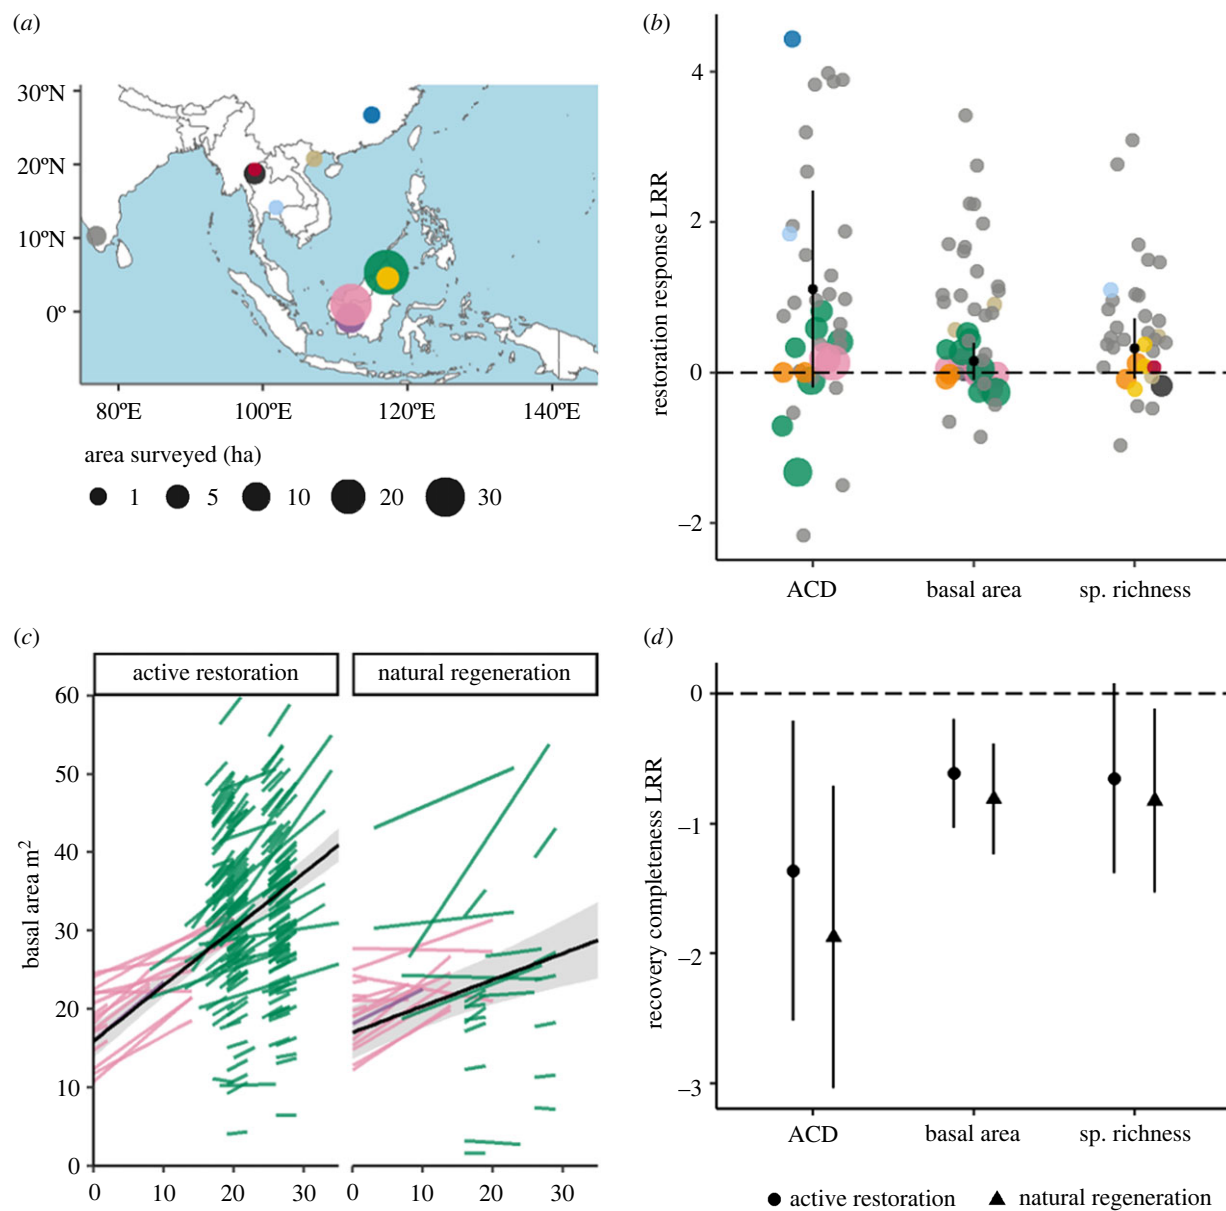 (a)
30ºN
20ºN
10ºN
0º
80ºE
100ºE
120ºE
140ºE
area surveyed (ha)
1
5
10
20
30
(b)
restoration response LRR
4
2
0
–2
ACD
basal area
sp. richness
(c)
active restoration
natural regeneration
basal area m2
60
50
40
30
20
10
0
0
10
20
30
0
10
20
30
(d)
recovery completeness LRR
0
–1
–2
–3
ACD
basal area
sp. richness
active restoration
natural regeneration